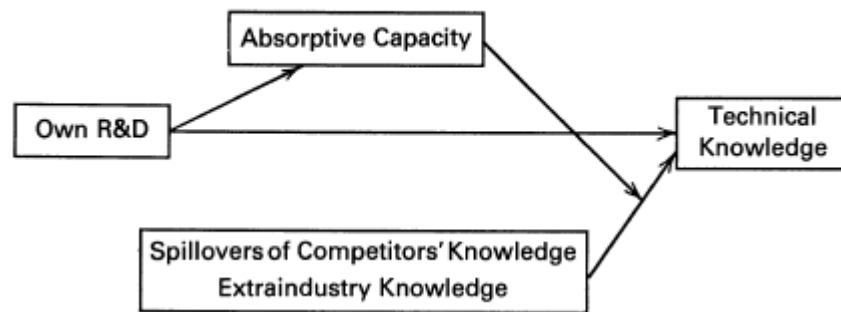 Absorptive Capacity
Own R&D
Technical
Knowledge
Spillovers of Competitors' Knowledge
Extraindustry Knowledge